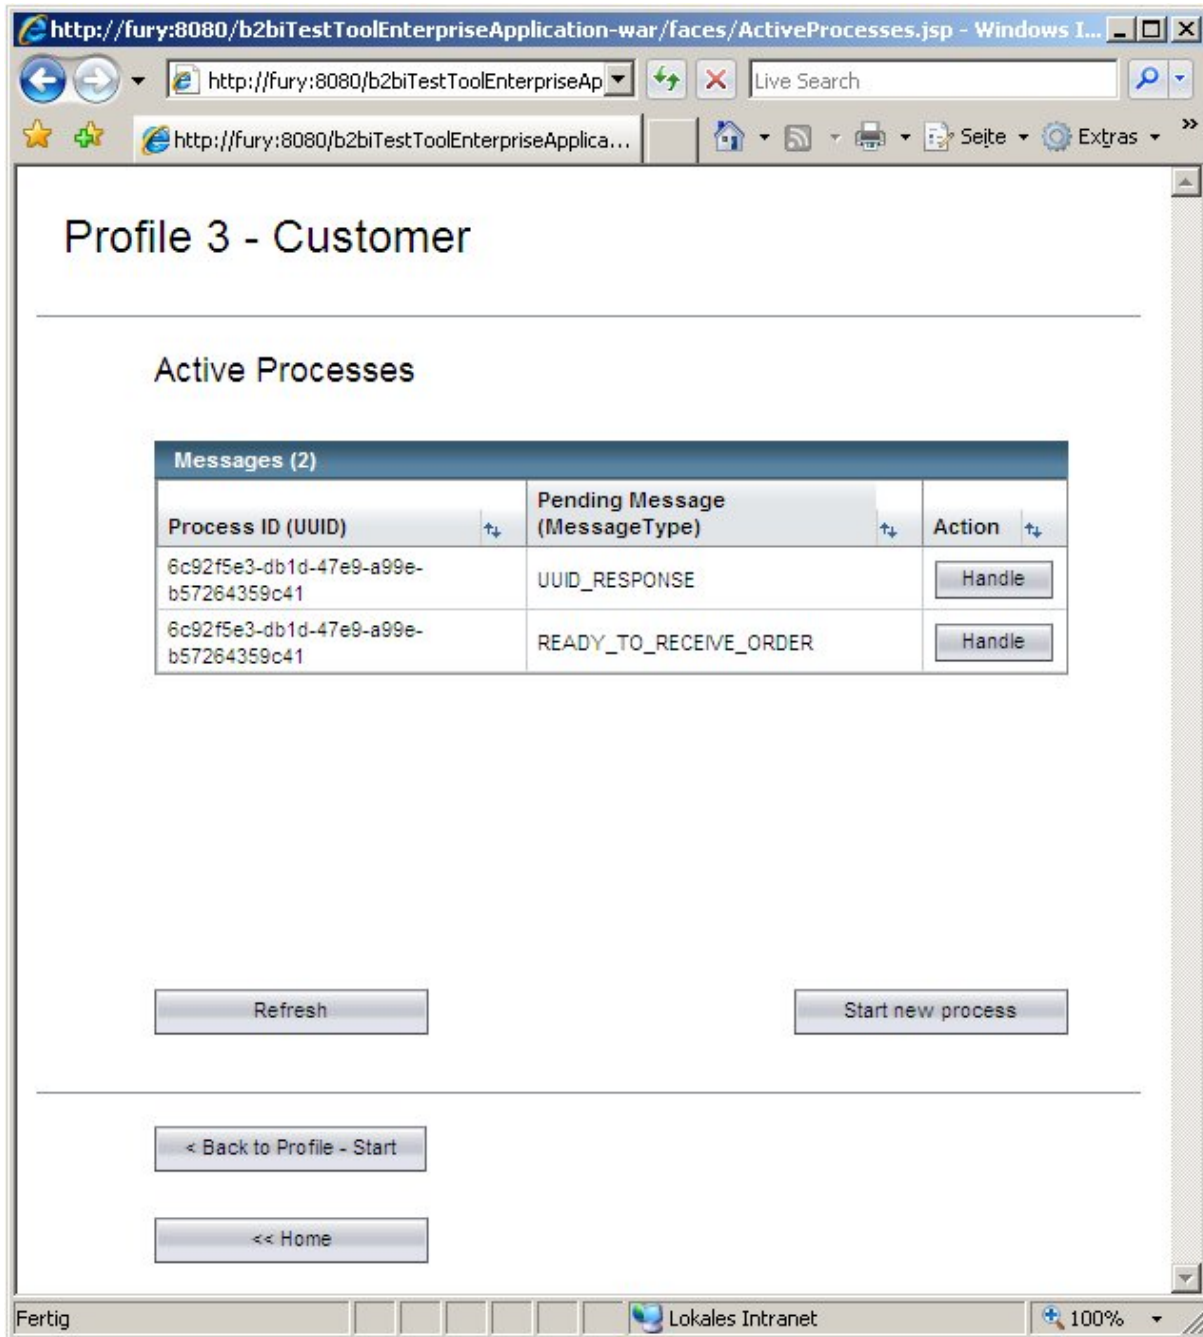 http://fury:8080/b2biTestToolEnterpriseApplication-war/faces/ActiveProcesses.jsp - Windows I...
http://fury:8080/b2biTestToolEnterpriseAp
Live Search
http://fury:8080/b2biTestToolEnterpriseApplica...
Seite
Extras
»
Profile 3 - Customer
Active Processes
Messages (2)
Process ID (UUID)
Pending Message
(MessageType)
Action
6c92f5e3-db1d-47e9-a99e-
b57264359c41
UUID_RESPONSE
Handle
6c92f5e3-db1d-47e9-a99e-
b57264359c41
READY_TO_RECEIVE_ORDER
Handle
Refresh
Start new process
< Back to Profile - Start
<< Home
Fertig
Lokales Intranet
100%